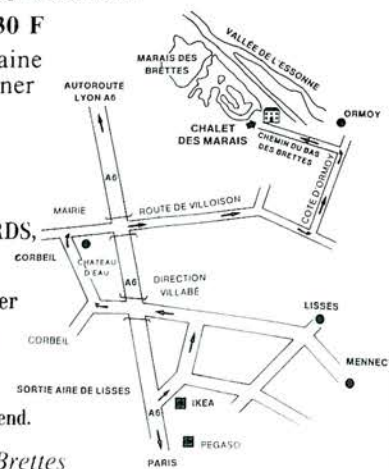 30 F
aine
ner
AUTOROUTE
LYON A6
MARAIS DES
BRETTES
VALLÉE DE L'ESSONNE
ORMOY
CHALET
DES MARAIS
CHEMIN DU BAS
DES BRETTES
COTE D'ORMOY
A6
MAIRIE
ROUTE DE VILLOISON
RDS,
CORBEIL
CHATEAU
D'EAU
A6
DIRECTION
VILLABÉ
er
LISSES
CORBEIL
MENNEC
SORTIE AIRE DE LISSES
A6
IKEA
end.
PEGASO
Brettes
PARIS